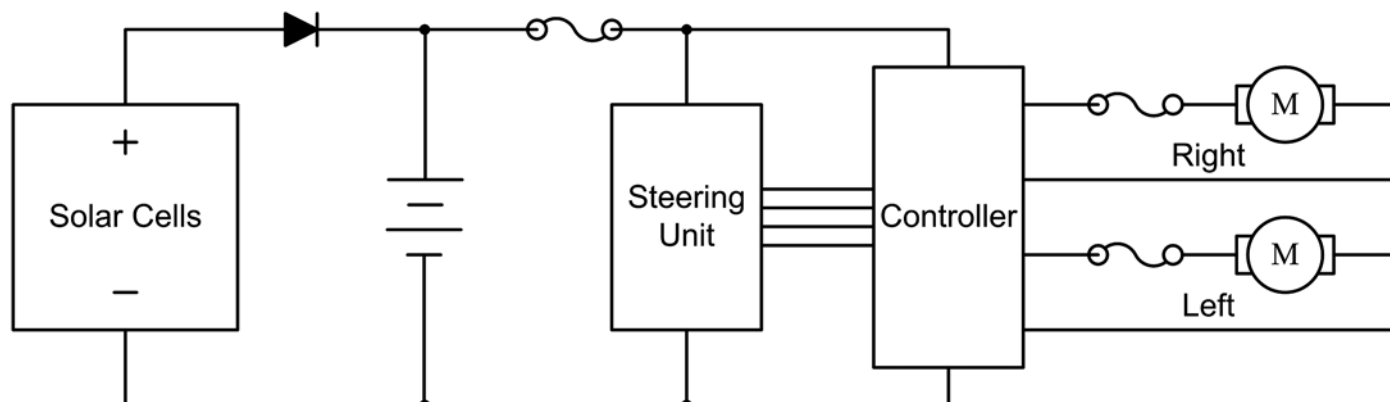 +
Solar Cells
−
Steering
Unit
Controller
M
Right
M
Left